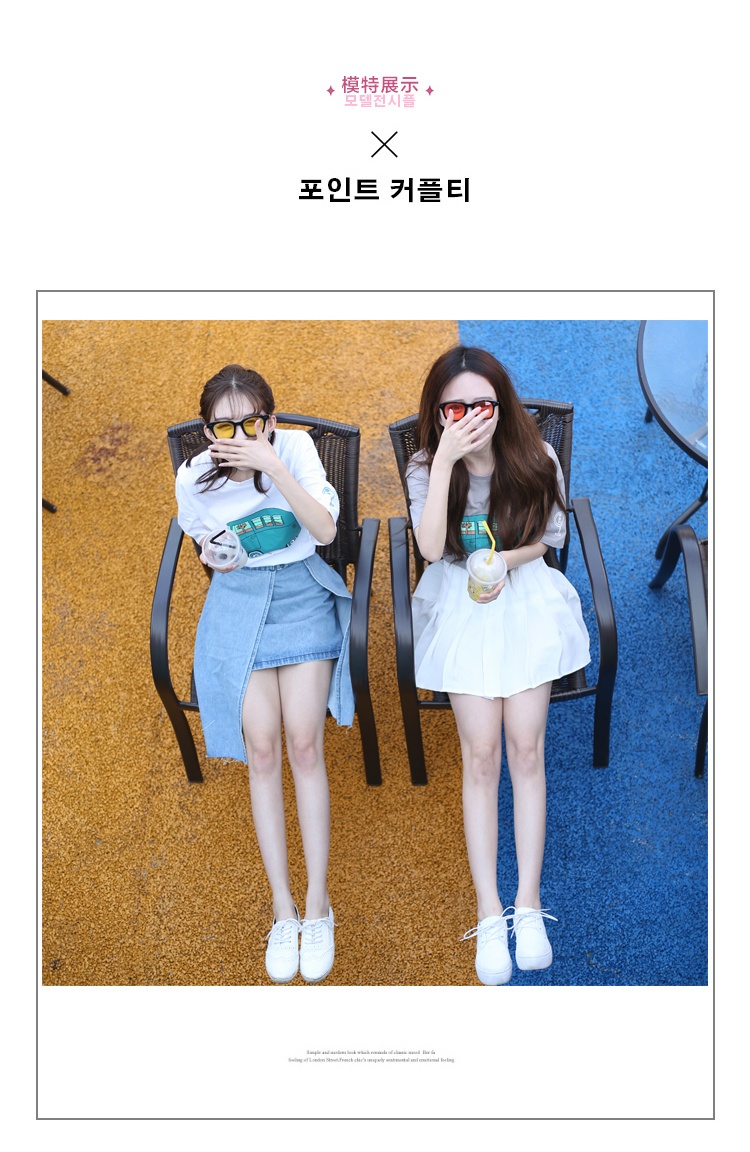 模特展示
모델전시플
포인트 커플티
Simple and modern look which reminds of classic mood Her fa
feeling of London Street,French chic's uniquely sentimental and emotional feeling